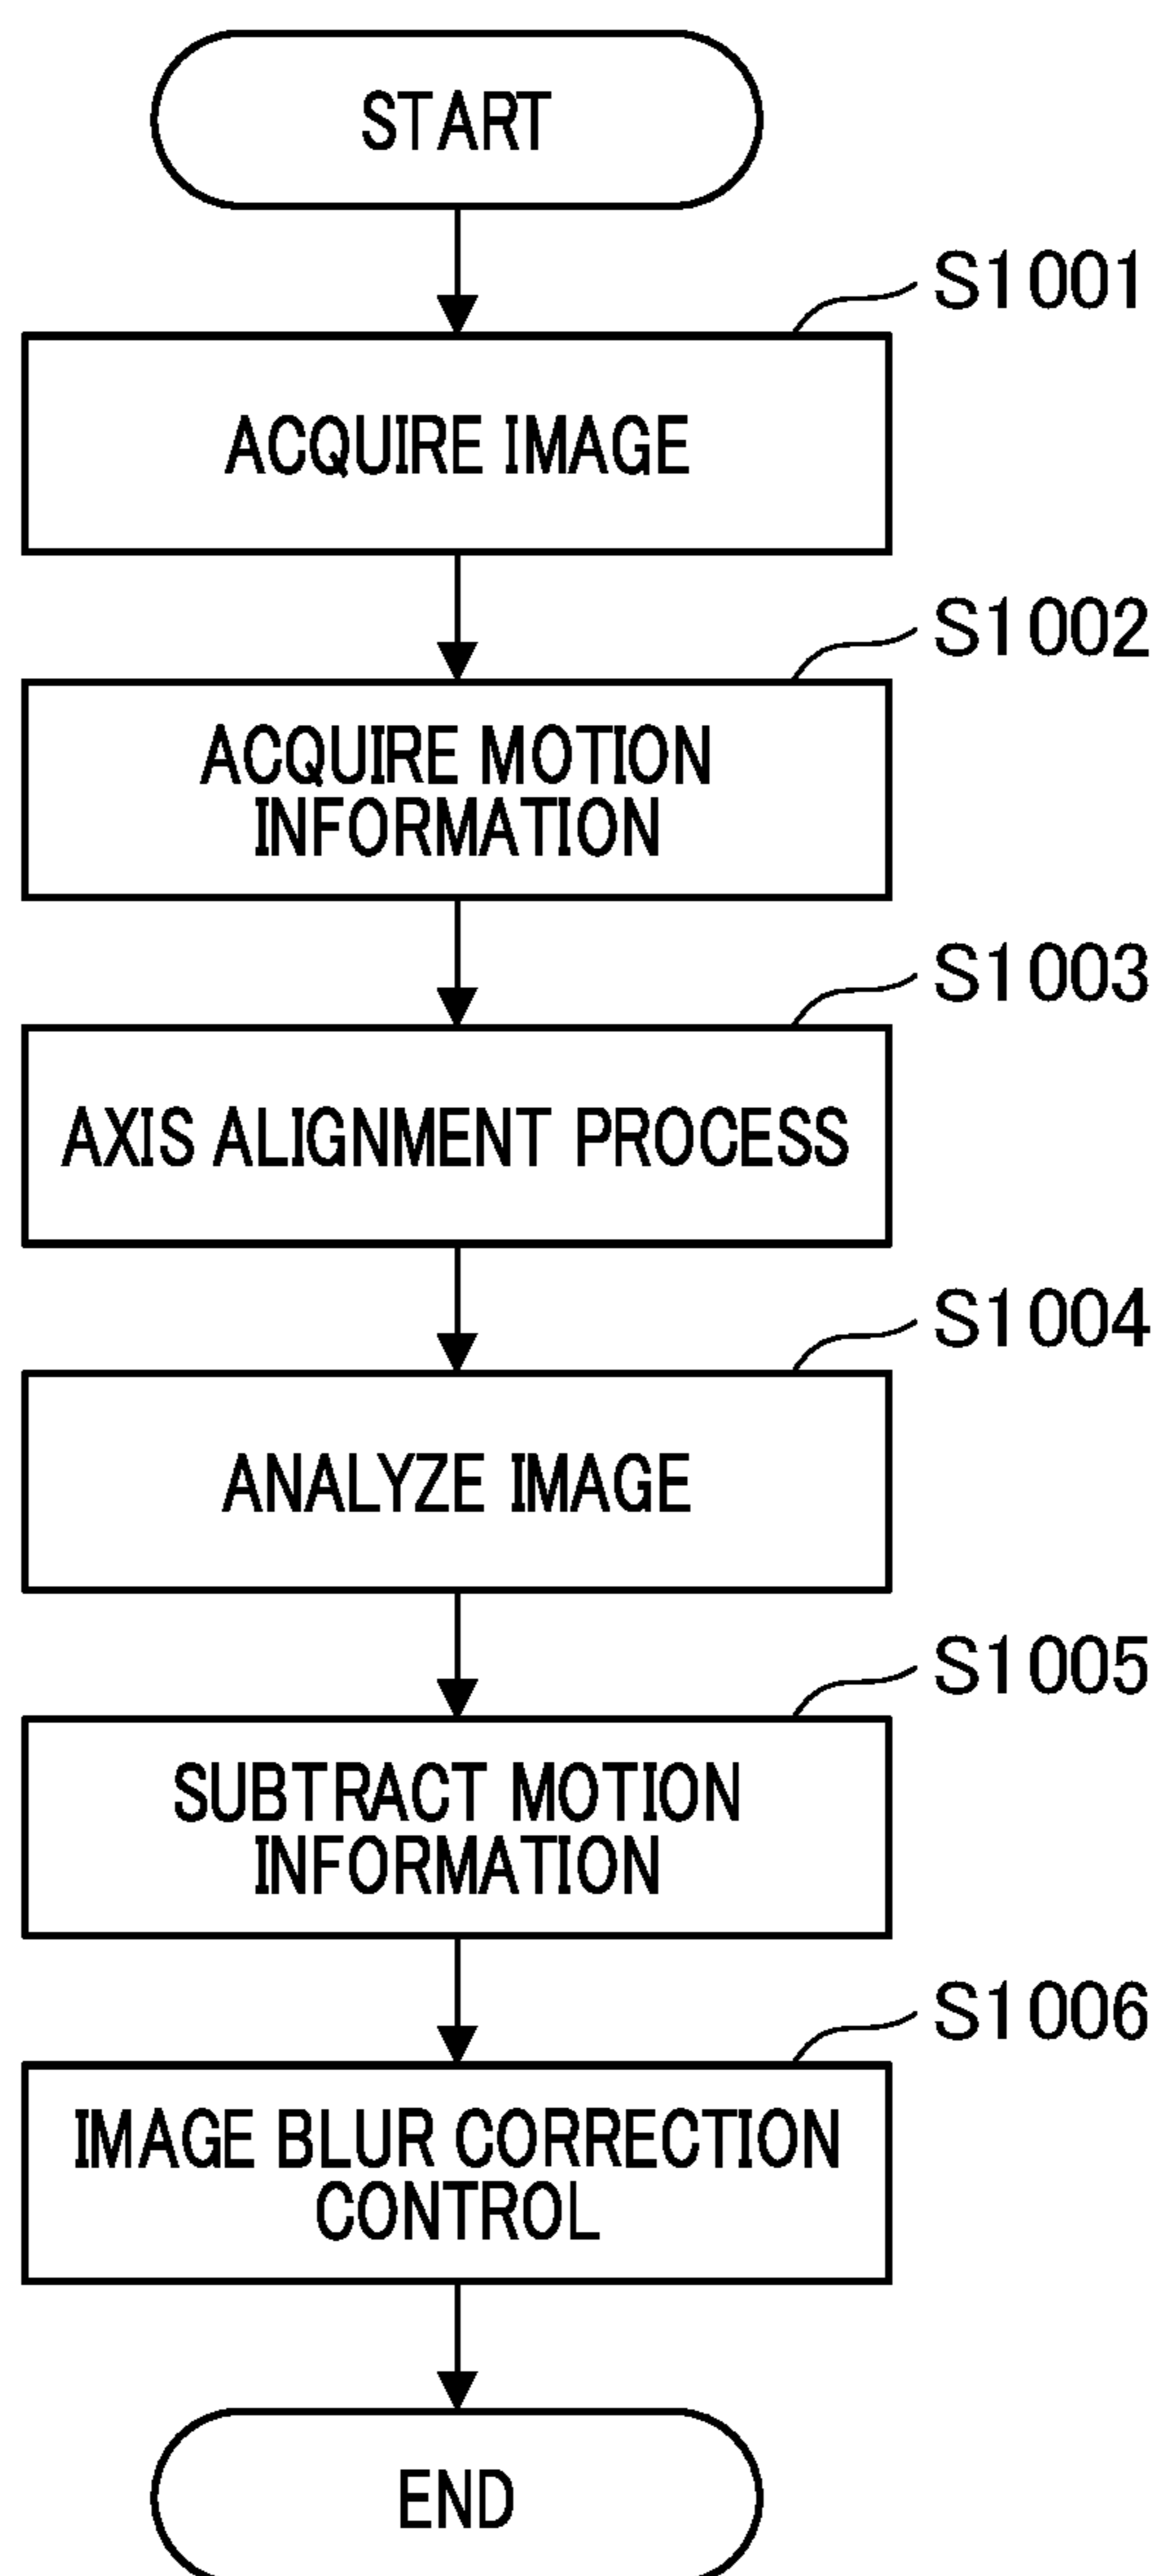 START
S1001
ACQUIRE IMAGE
S1002
ACQUIRE MOTION
INFORMATION
S1003
AXIS ALIGNMENT PROCESS
S1004
ANALYZE IMAGE
S1005
SUBTRACT MOTION
INFORMATION
S1006
IMAGE BLUR CORRECTION
CONTROL
END